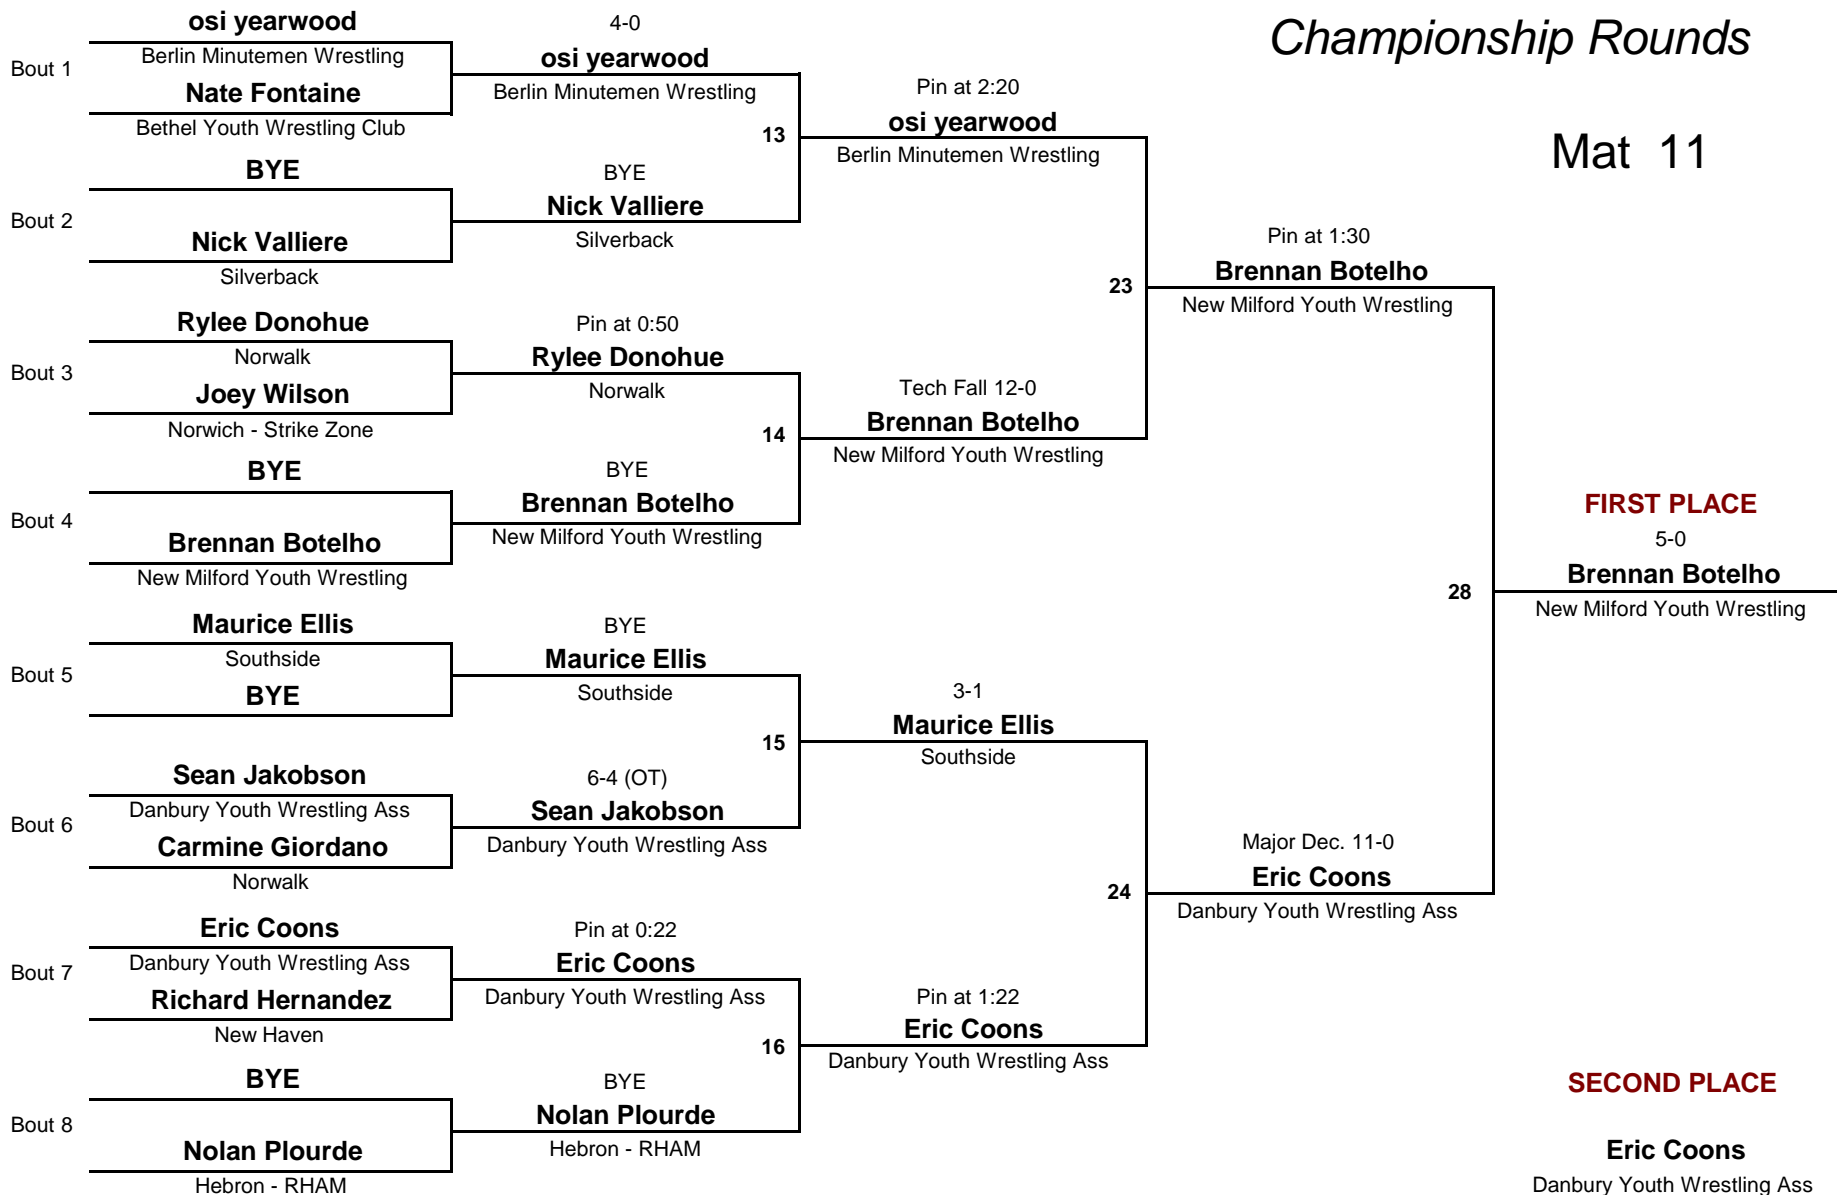 Championship Rounds
Mat 11
Bout 1
osi yearwood
Berlin Minutemen Wrestling
Nate Fontaine
Bethel Youth Wrestling Club
Bout 2
BYE
Nick Valliere
Silverback
Bout 3
Rylee Donohue
Norwalk
Joey Wilson
Norwich - Strike Zone
Bout 4
BYE
Brennan Botelho
New Milford Youth Wrestling
Bout 5
Maurice Ellis
Southside
BYE
Bout 6
Sean Jakobson
Danbury Youth Wrestling Ass
Carmine Giordano
Norwalk
Bout 7
Eric Coons
Danbury Youth Wrestling Ass
Richard Hernandez
New Haven
Bout 8
BYE
Nolan Plourde
Hebron - RHAM
4-0
osi yearwood
Berlin Minutemen Wrestling
13
BYE
Nick Valliere
Silverback
Pin at 0:50
Rylee Donohue
Norwalk
14
BYE
Brennan Botelho
New Milford Youth Wrestling
BYE
Maurice Ellis
Southside
15
6-4 (OT)
Sean Jakobson
Danbury Youth Wrestling Ass
Pin at 0:22
Eric Coons
Danbury Youth Wrestling Ass
16
BYE
Nolan Plourde
Hebron - RHAM
Pin at 2:20
osi yearwood
Berlin Minutemen Wrestling
23
Tech Fall 12-0
Brennan Botelho
New Milford Youth Wrestling
3-1
Maurice Ellis
Southside
24
Pin at 1:22
Eric Coons
Danbury Youth Wrestling Ass
Pin at 1:30
Brennan Botelho
New Milford Youth Wrestling
28
Major Dec. 11-0
Eric Coons
Danbury Youth Wrestling Ass
FIRST PLACE
5-0
Brennan Botelho
New Milford Youth Wrestling
SECOND PLACE
Eric Coons
Danbury Youth Wrestling Ass